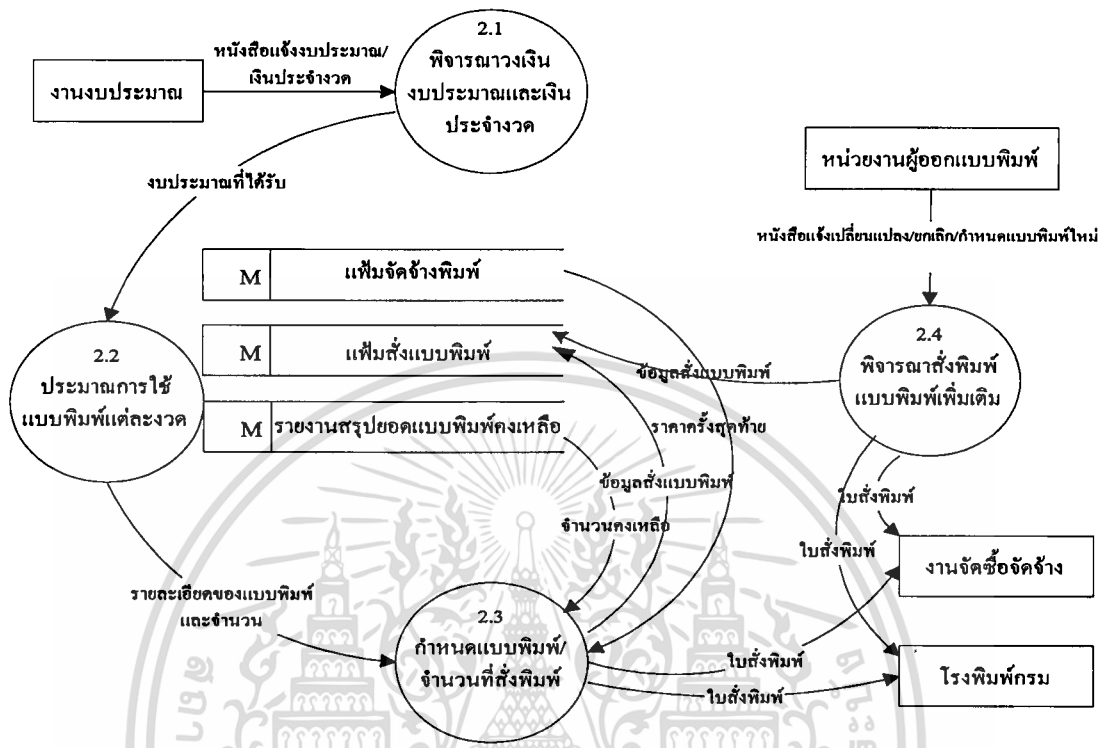 2.1
พิจารณาวงเงิน
งบประมาณและเงิน
ประจำงวด
หนังสือแจ้งงบประมาณ/
เงินประจำงวด
งานงบประมาณ
งบประมาณที่ได้รับ
หน่วยงานผู้ออกแบบพิมพ์
หนังสือแจ้งเปลี่ยนแปลง/ยกเลิก/กำหนดแบบพิมพ์ใหม่
M แฟ้มจัดจ้างพิมพ์
M แฟ้มสั่งแบบพิมพ์
M รายงานสรุปยอดแบบพิมพ์คงเหลือ
2.2
ประมาณการใช้
แบบพิมพ์แต่ละงวด
2.4
พิจารณาสั่งพิมพ์
แบบพิมพ์เพิ่มเติม
ข้อมูลสั่งแบบพิมพ์
ราคาครั้งสุดท้าย
ข้อมูลสั่งแบบพิมพ์
จำนวนคงเหลือ
ใบสั่งพิมพ์
ใบสั่งพิมพ์
งานจัดซื้อจัดจ้าง
รายละเอียดของแบบพิมพ์
และจำนวน
2.3
กำหนดแบบพิมพ์/
จำนวนที่สั่งพิมพ์
ใบสั่งพิมพ์
ใบสั่งพิมพ์
โรงพิมพ์กรม